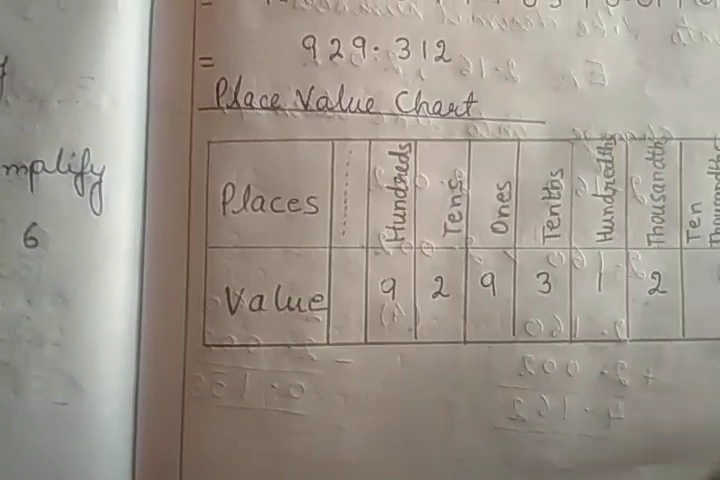 = 929.312
Place Value Chart
Places ........ Hundreds Tens Ones Tenths Hundredths Thousandths Ten Thousandths
Value 9 2 9 3 1 2
mplify
6